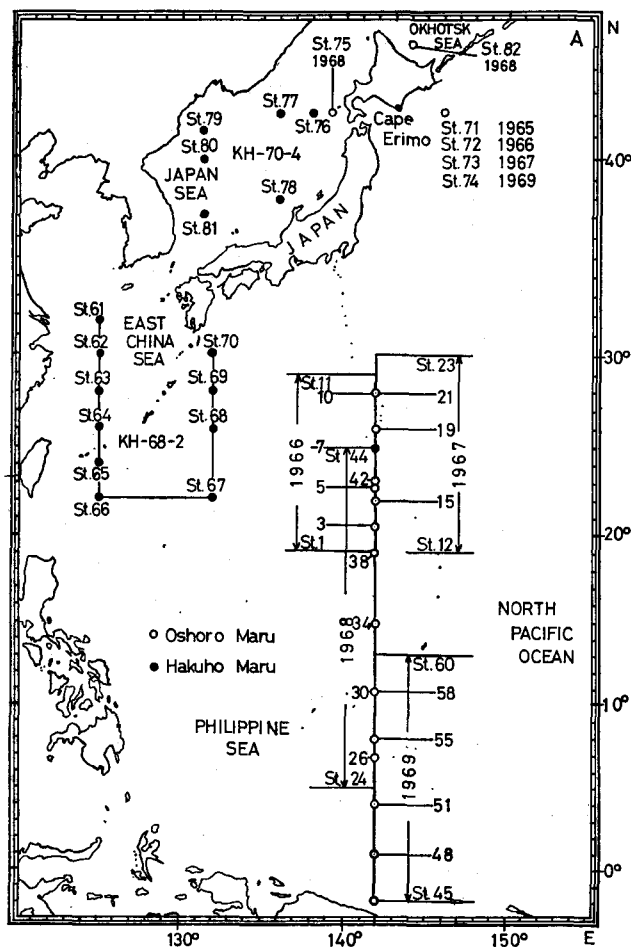 A
N
OKHOTSK
SEA
St.75
1968
St.82
1968
St.77
St.76
St.79
St.80
KH-70-4
JAPAN
SEA
St.78
St.81
Cape
Erimo
St.71 1965
St.72 1966
St.73 1967
St.74 1969
40°
JAPAN
St.61
EAST
CHINA
SEA
St.62
St.70
St.63
St.69
St.64
St.68
KH-68-2
St.65
St.66
St.67
30°
St.23
St.11
10
21
19
1966
1967
7
St 44
42
5
15
3
20°
St.1
St.12
38
34
1968
○ Oshoro Maru
● Hakuho Maru
NORTH
PACIFIC
OCEAN
St.60
30
58
10°
PHILIPPINE
SEA
55
26
St.24
1969
51
48
0°
St.45
130°
140°
150°
E